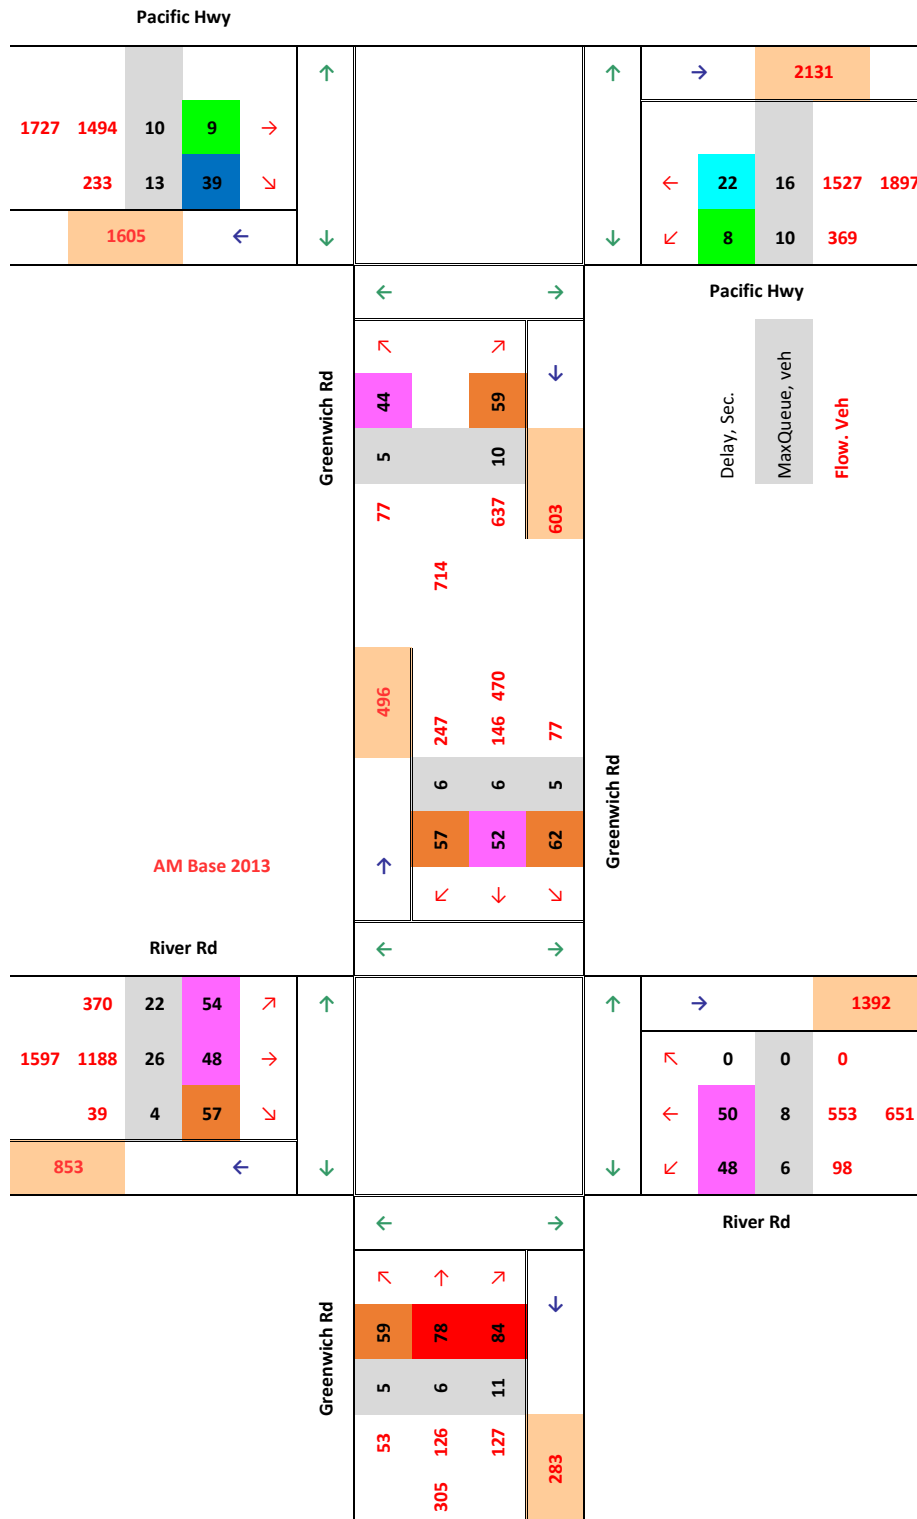 Pacific Hwy
↑ ↑ → 2131
1727 1494 10 9 →
233 13 39 ↘
← 22 16 1527 1897
1605 ← ↓ ↓ ↙ 8 10 369
← →
Pacific Hwy
↖ ↗ ↓
Greenwich Rd
44 59
5 10
77 637 603
714
Delay, Sec.
MaxQueue, veh
Flow. Veh
496
470
247 146 77
6 6 5
57 52 62
Greenwich Rd
AM Base 2013
↑ ↙ ↓ ↘
River Rd
← →
370 22 54 ↗ ↑ ↑ → 1392
1597 1188 26 48 → ↖ 0 0 0
39 4 57 ↘ ← 50 8 553 651
853 ← ↓ ↓ ↙ 48 6 98
← →
River Rd
↖ ↑ ↗ ↓
Greenwich Rd
59 78 84
5 6 11
53 126 127 283
305